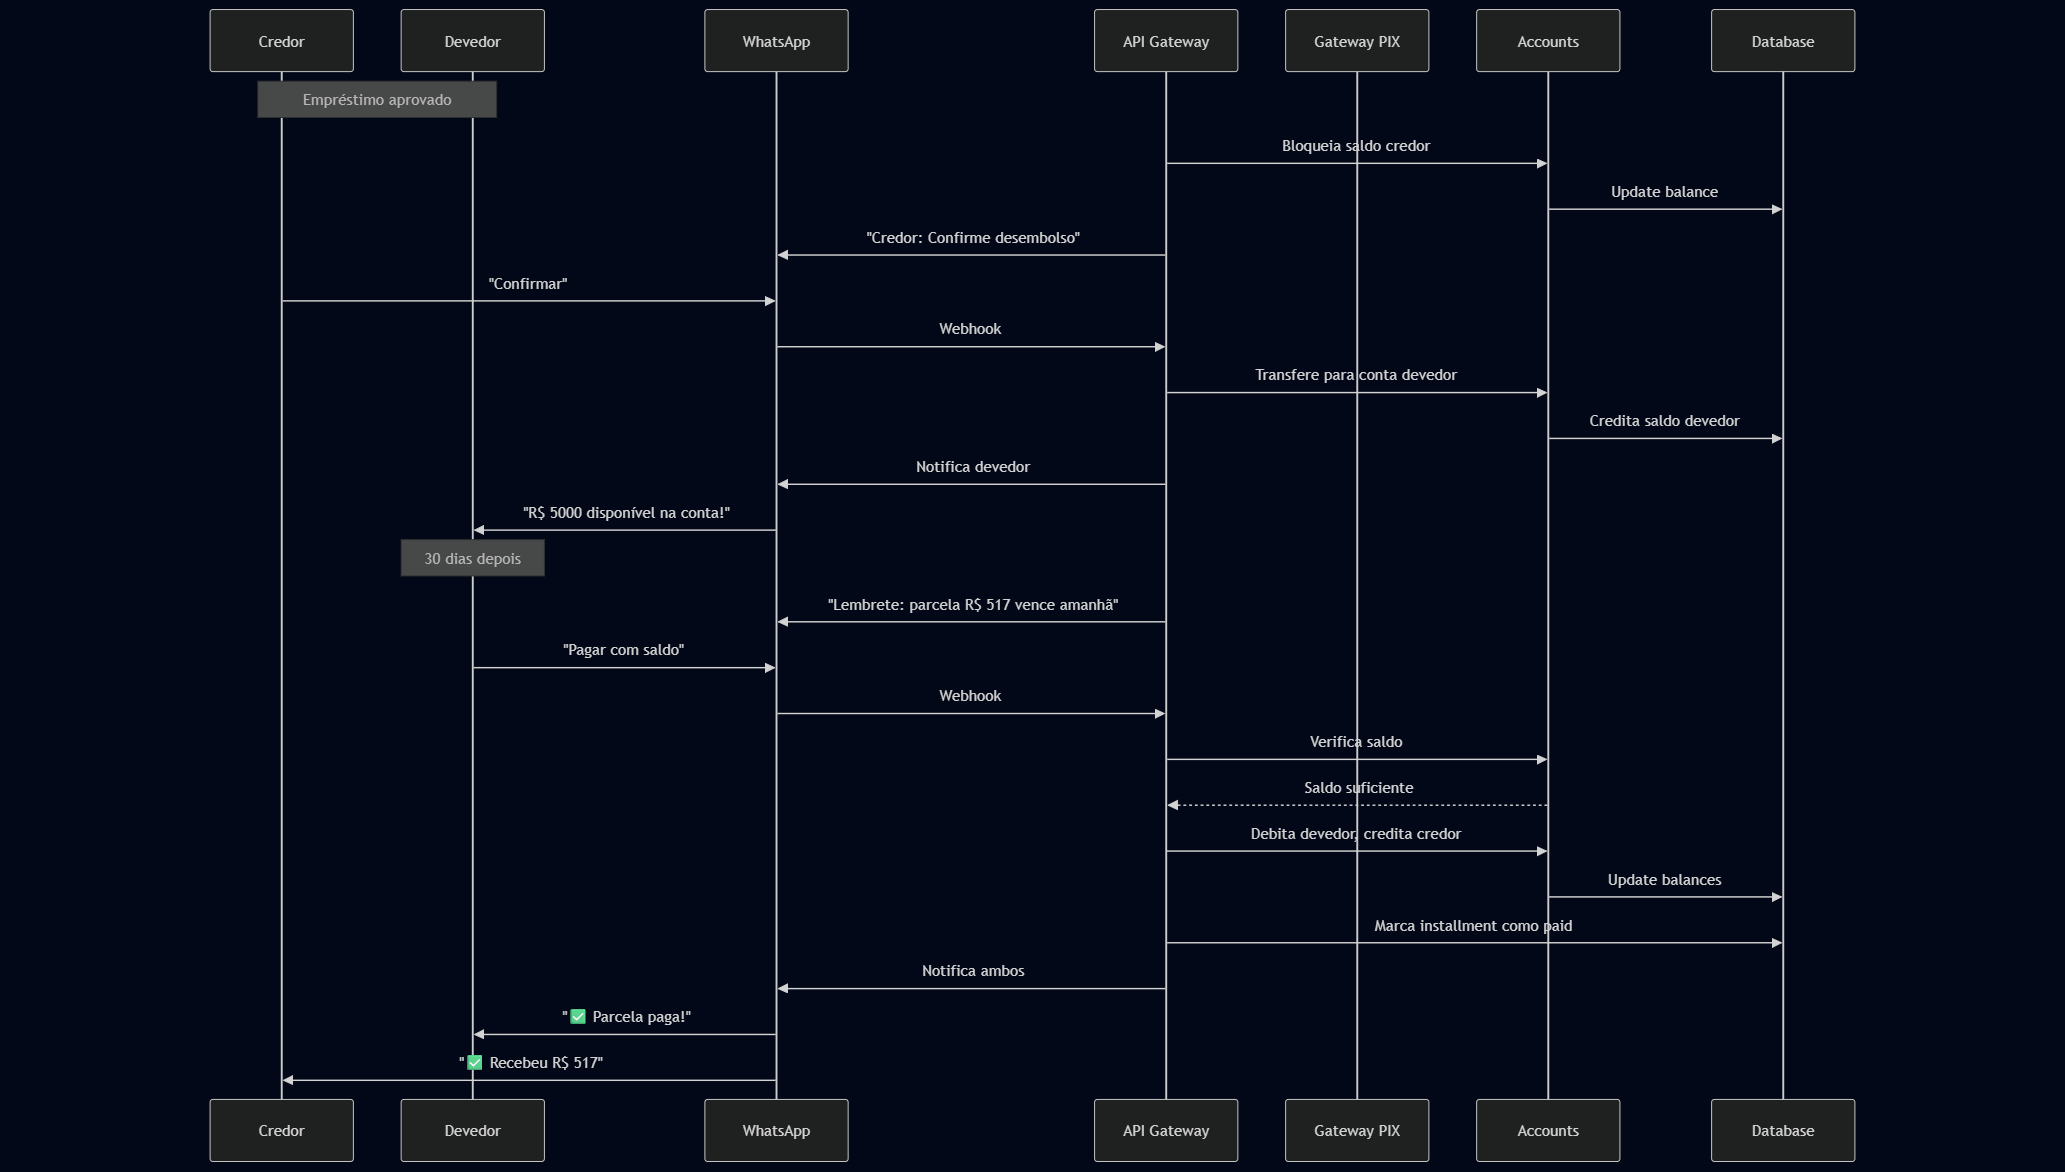 Credor
Devedor
WhatsApp
API Gateway
Gateway PIX
Accounts
Database
Empréstimo aprovado
Bloqueia saldo credor
Update balance
"Credor: Confirme desembolso"
"Confirmar"
Webhook
Transfere para conta devedor
Credita saldo devedor
Notifica devedor
"R$ 5000 disponível na conta!"
30 dias depois
"Lembrete: parcela R$ 517 vence amanhã"
"Pagar com saldo"
Webhook
Verifica saldo
Saldo suficiente
Debita devedor, credita credor
Update balances
Marca installment como paid
Notifica ambos
"✅ Parcela paga!"
"✅ Recebeu R$ 517"
Credor
Devedor
WhatsApp
API Gateway
Gateway PIX
Accounts
Database